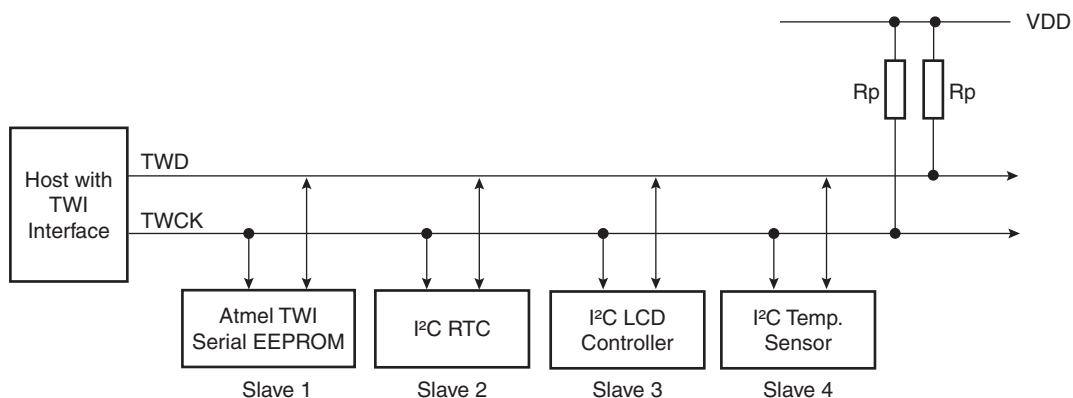 VDD
Rp
Rp
Host with
TWI
Interface
TWD
TWCK
Atmel TWI
Serial EEPROM
I²C RTC
I²C LCD
Controller
I²C Temp.
Sensor
Slave 1
Slave 2
Slave 3
Slave 4